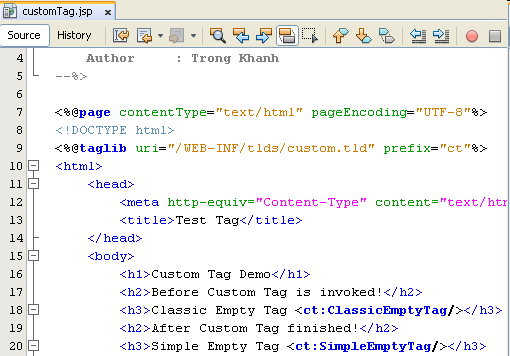 customTag.jsp x
Source History
4 Author : Trong Khanh
5 --%>
6
7 <%@page contentType="text/html" pageEncoding="UTF-8"%>
8 <!DOCTYPE html>
9 <%@taglib uri="/WEB-INF/tlds/custom.tld" prefix="ct"%>
10 <html>
11 <head>
12 <meta http-equiv="Content-Type" content="text/htm
13 <title>Test Tag</title>
14 </head>
15 <body>
16 <h1>Custom Tag Demo</h1>
17 <h2>Before Custom Tag is invoked!</h2>
18 <h3>Classic Empty Tag <ct:ClassicEmptyTag/></h3>
19 <h2>After Custom Tag finished!</h2>
20 <h3>Simple Empty Tag <ct:SimpleEmptyTag/></h3>